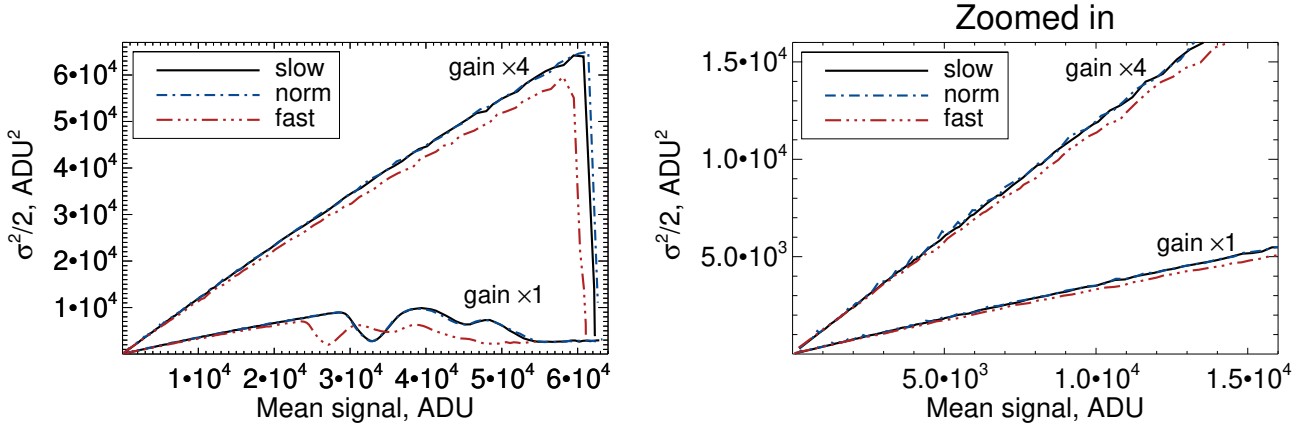 Zoomed in
6•10⁴
5•10⁴
4•10⁴
3•10⁴
2•10⁴
1•10⁴
σ²/2, ADU²
slow
norm
fast
gain ×4
gain ×1
1•10⁴ 2•10⁴ 3•10⁴ 4•10⁴ 5•10⁴ 6•10⁴
Mean signal, ADU
1.5•10⁴
1.0•10⁴
5.0•10³
σ²/2, ADU²
slow
norm
fast
gain ×4
gain ×1
5.0•10³ 1.0•10⁴ 1.5•10⁴
Mean signal, ADU